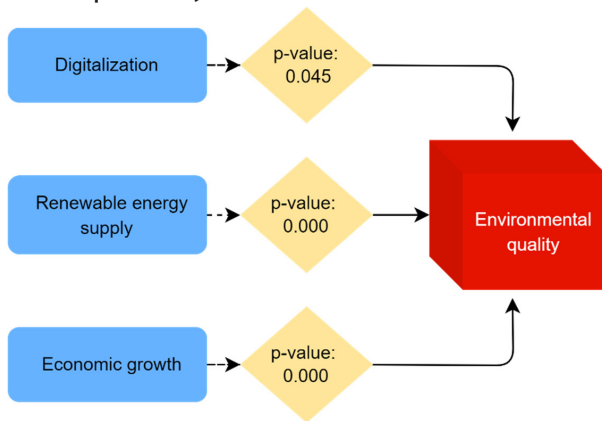 Digitalization
p-value:
0.045
Renewable energy
supply
p-value:
0.000
Environmental
quality
Economic growth
p-value:
0.000